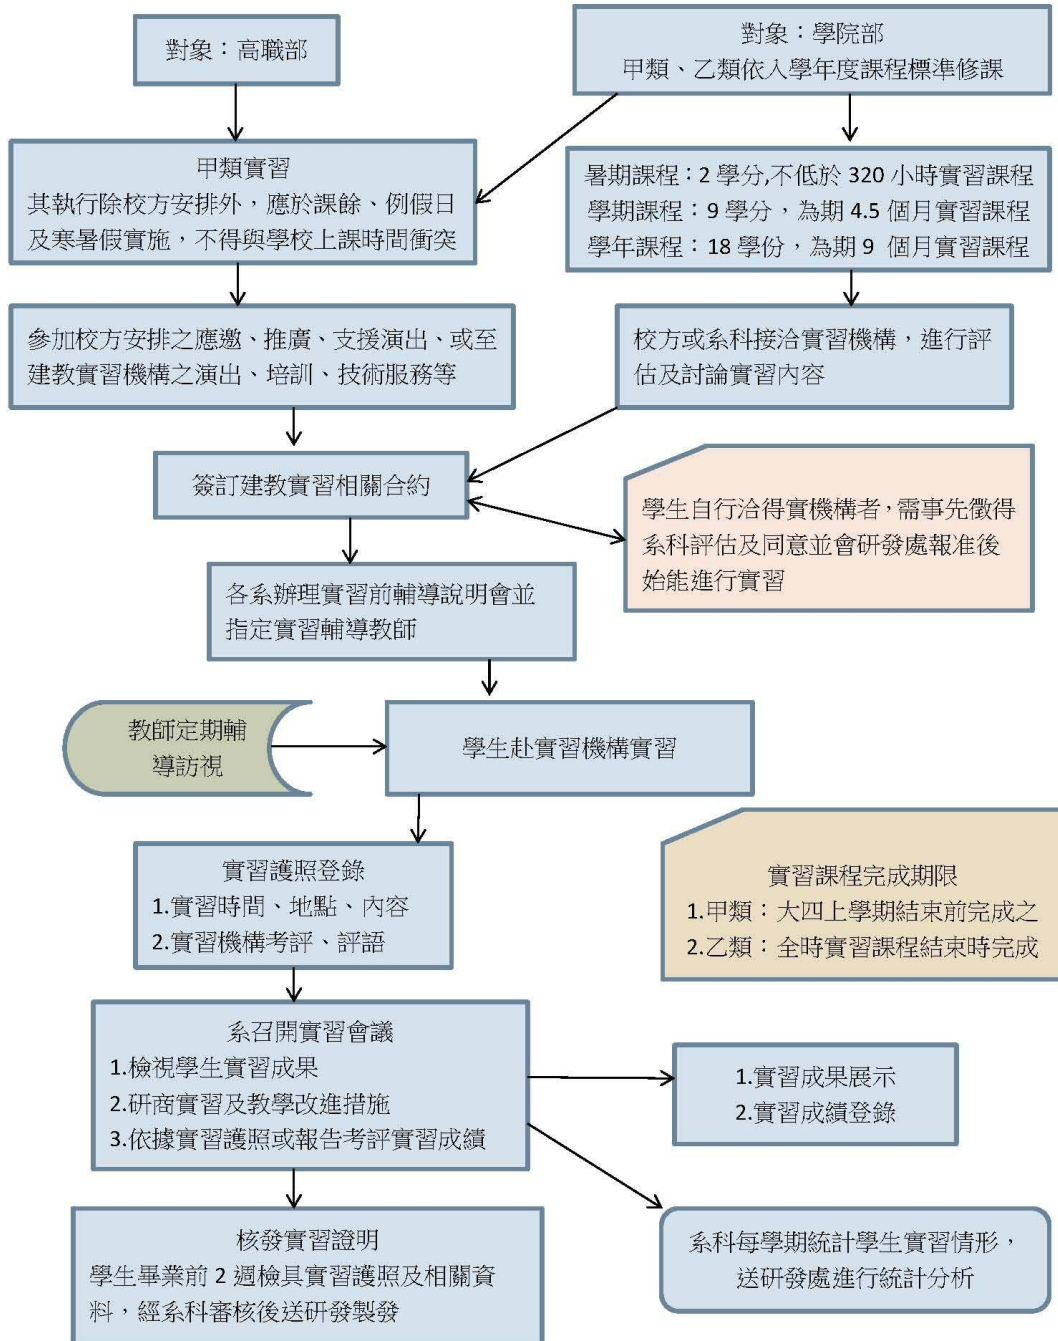 對象：高職部
對象：學院部
甲類、乙類依入學年度課程標準修課
甲類實習
其執行除校方安排外，應於課餘、例假日
及寒暑假實施，不得與學校上課時間衝突
暑期課程：2 學分,不低於 320 小時實習課程
學期課程：9 學分，為期 4.5 個月實習課程
學年課程：18 學份，為期 9 個月實習課程
參加校方安排之應邀、推廣、支援演出、或至
建教實習機構之演出、培訓、技術服務等
校方或系科接洽實習機構，進行評
估及討論實習內容
簽訂建教實習相關合約
學生自行洽得實機構者，需事先徵得
系科評估及同意並會研發處報准後
始能進行實習
各系辦理實習前輔導說明會並
指定實習輔導教師
教師定期輔
導訪視
學生赴實習機構實習
實習護照登錄
1.實習時間、地點、內容
2.實習機構考評、評語
實習課程完成期限
1.甲類：大四上學期結束前完成之
2.乙類：全時實習課程結束時完成
系召開實習會議
1.檢視學生實習成果
2.研商實習及教學改進措施
3.依據實習護照或報告考評實習成績
1.實習成果展示
2.實習成績登錄
核發實習證明
學生畢業前 2 週檢具實習護照及相關資
料，經系科審核後送研發製發
系科每學期統計學生實習情形，
送研發處進行統計分析